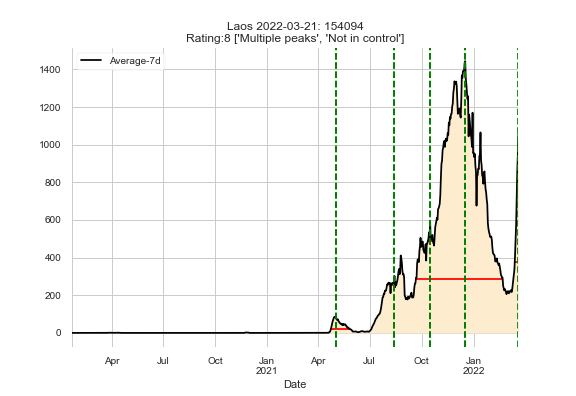 Laos 2022-03-21: 154094
Rating:8 ['Multiple peaks', 'Not in control']
Average-7d
1400
1200
1000
800
600
400
200
0
Apr
Jul
Oct
Jan
2021
Apr
Jul
Oct
Jan
2022
Date